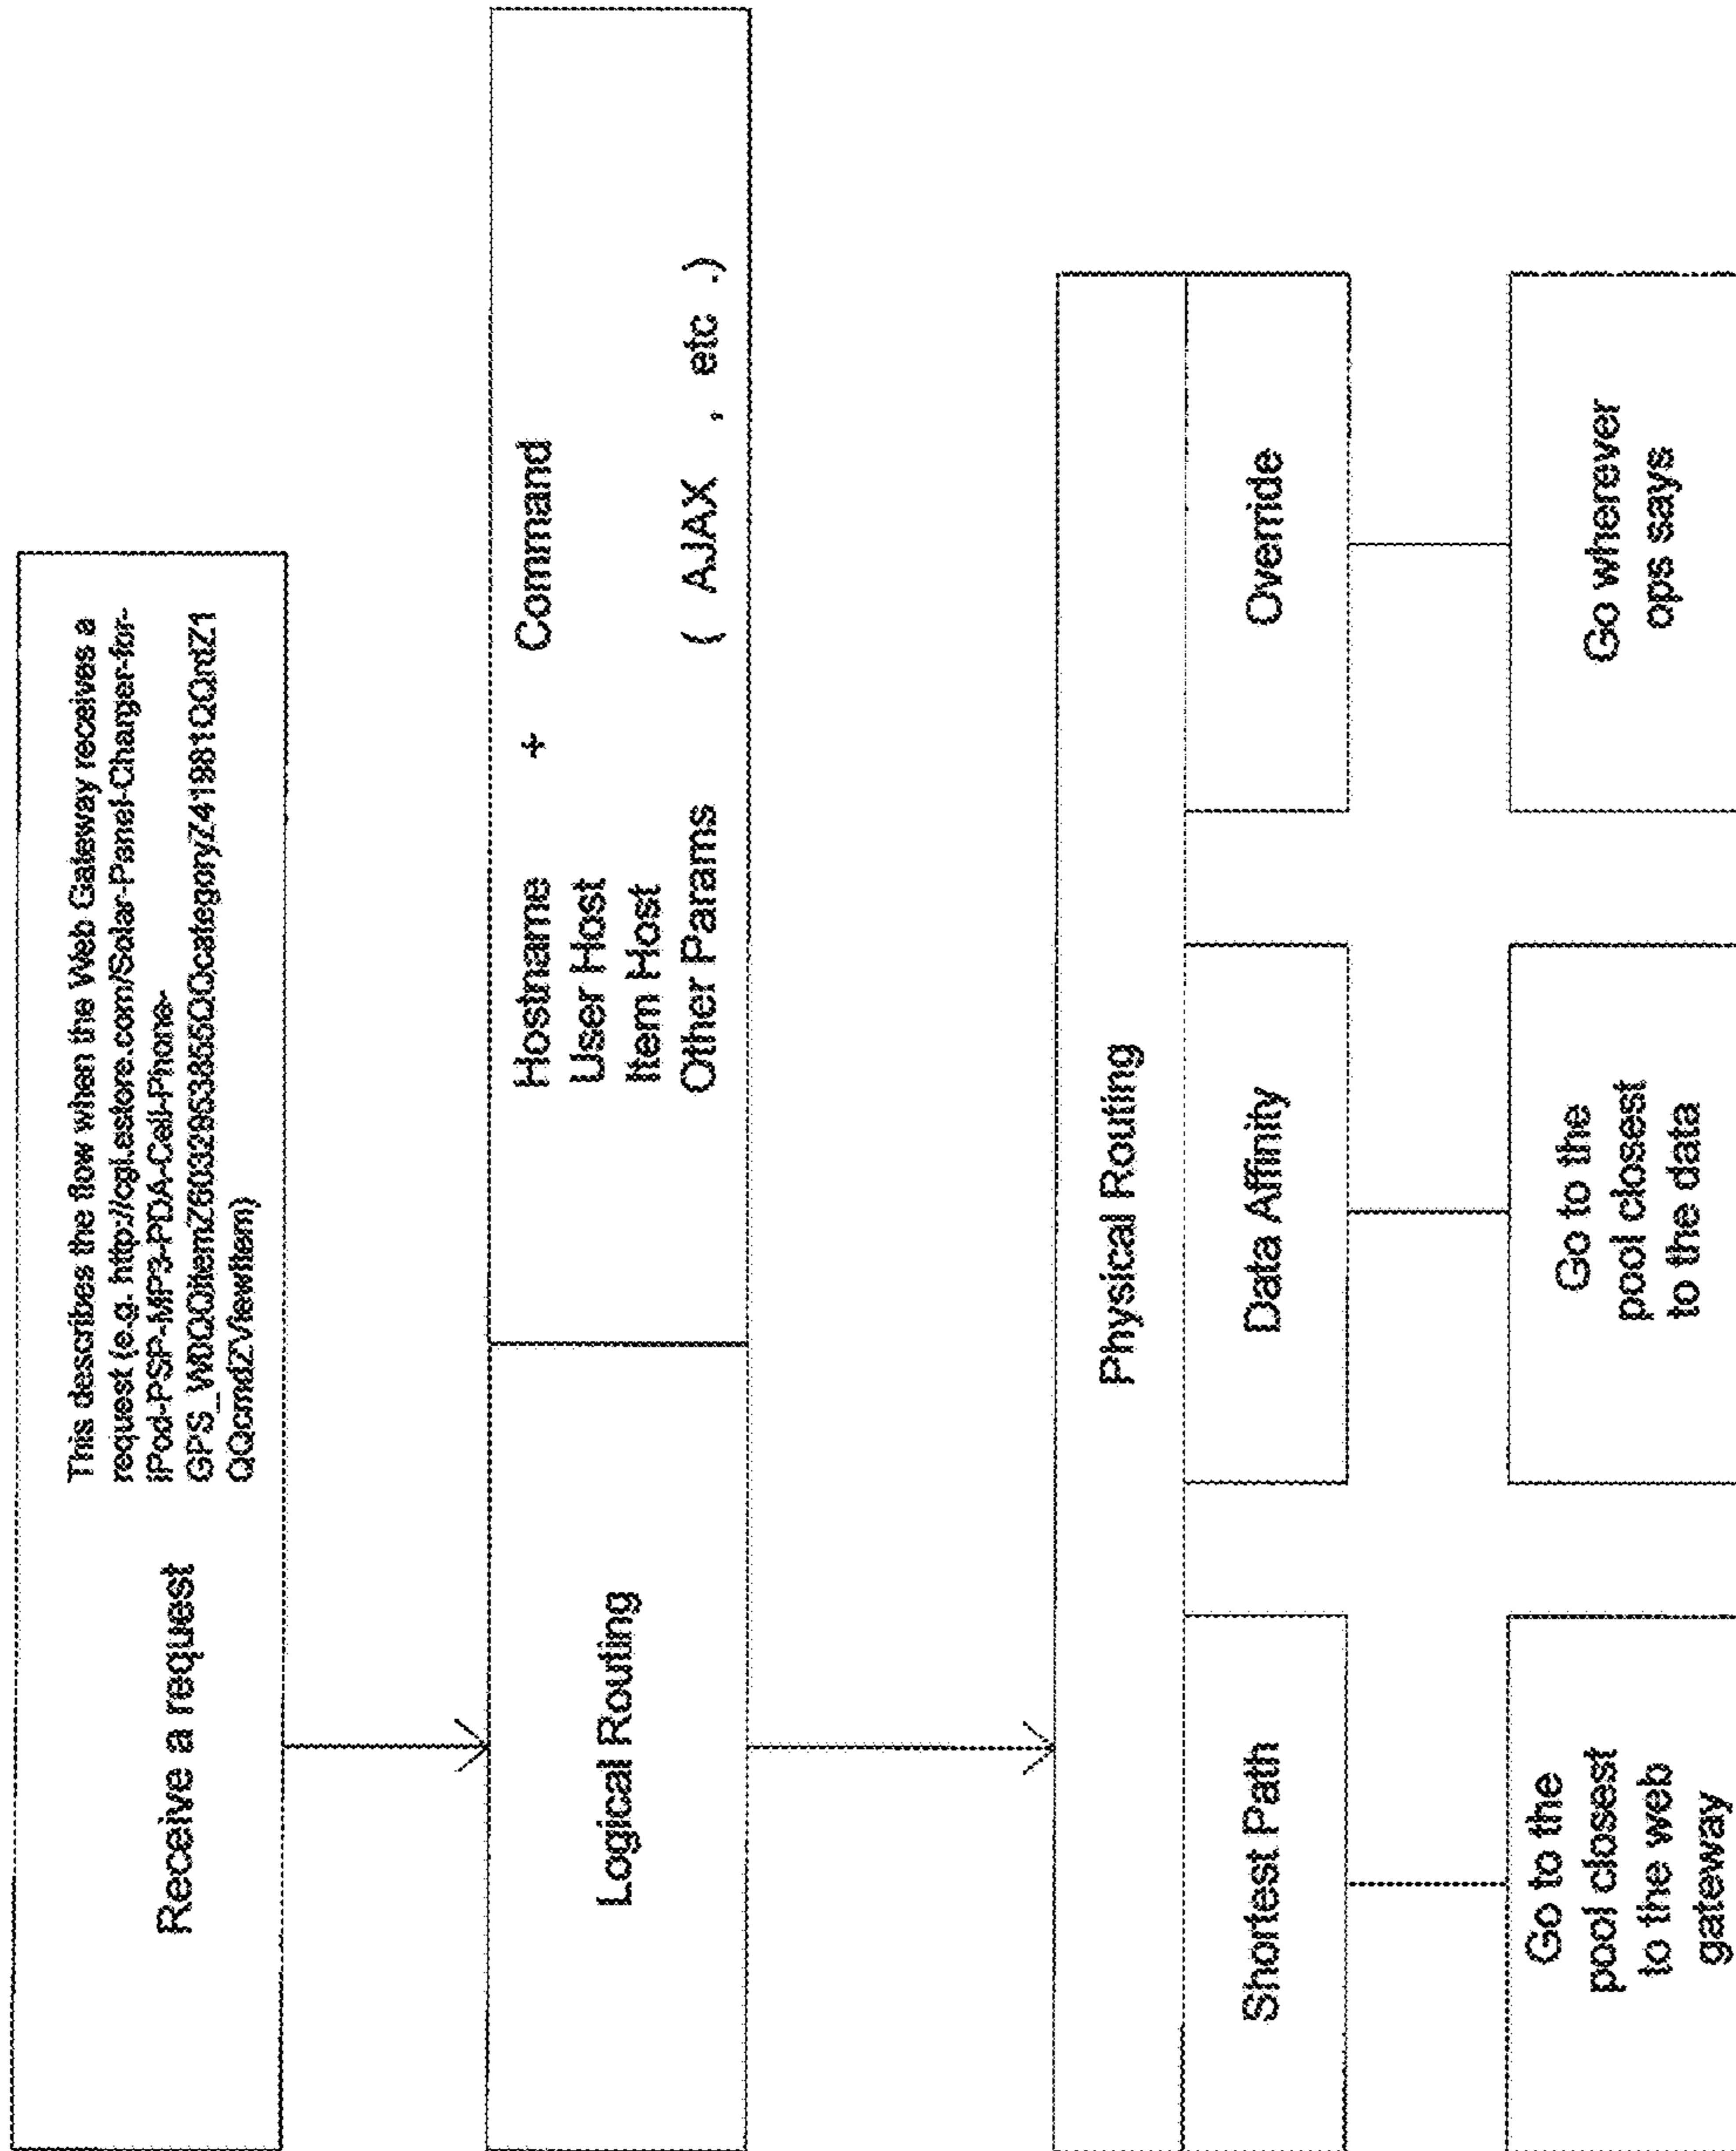 Receive a request
This describes the flow when the Web Gateway receives a
request (e.g. http://cgi.estore.com/Solar-Panel-Charger-for-
iPod-PSP-MP3-PDA-Cell-Phone-
GPS_W0QQitemZ6032963855QQcategoryZ41981QQrdZ1
QQcmdZViewItem)
Logical Routing
Hostname + Command
User Host
Item Host
Other Params ( AJAX , etc .)
Physical Routing
Shortest Path
Data Affinity
Override
Go to the
pool closest
to the web
gateway
Go to the
pool closest
to the data
Go wherever
ops says